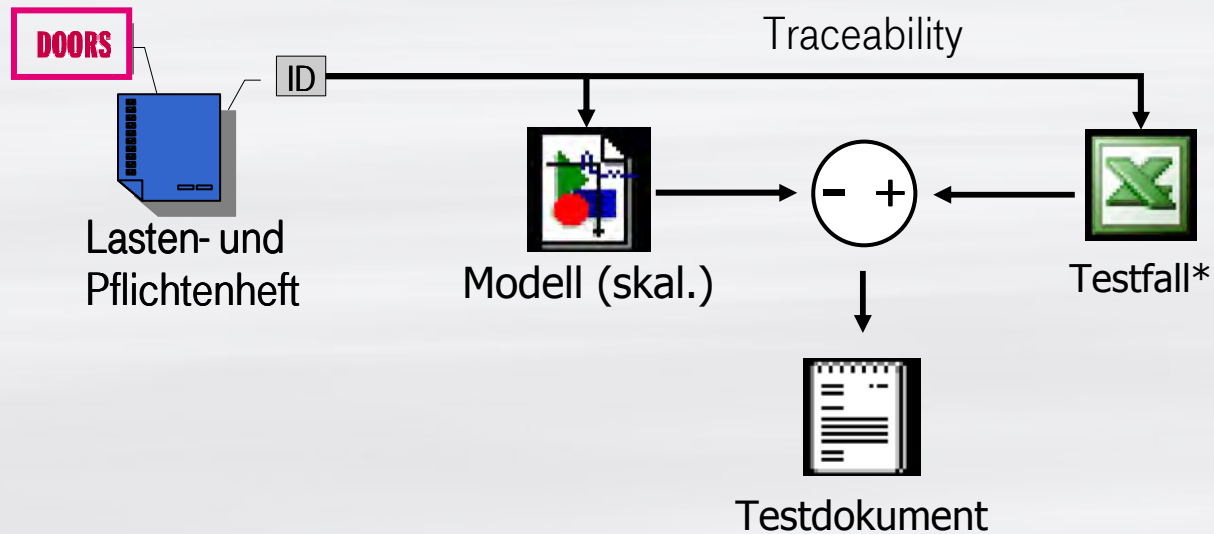 DOORS
Traceability
ID
- +
Lasten- und
Pflichtenheft
Modell (skal.)
Testfall*
Testdokument